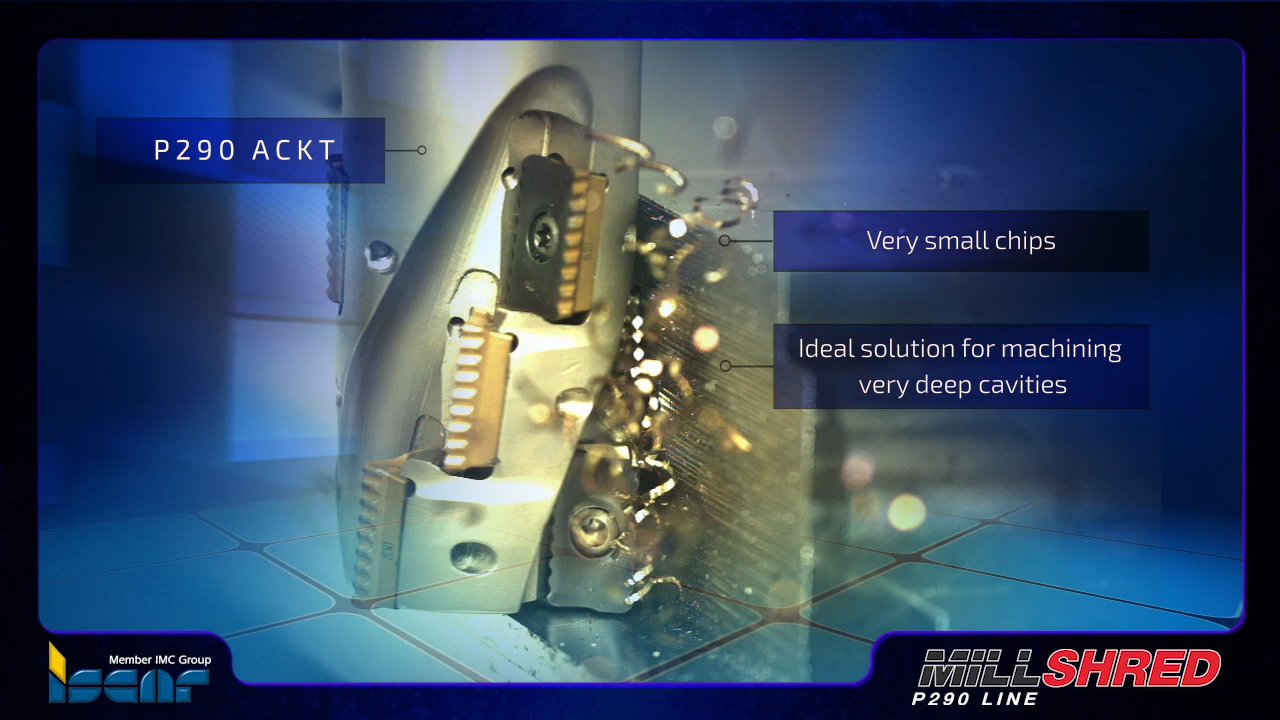 P290 ACKT
Very small chips
Ideal solution for machining
very deep cavities
Member IMC Group
iscar
MILLSHRED
P290 LINE